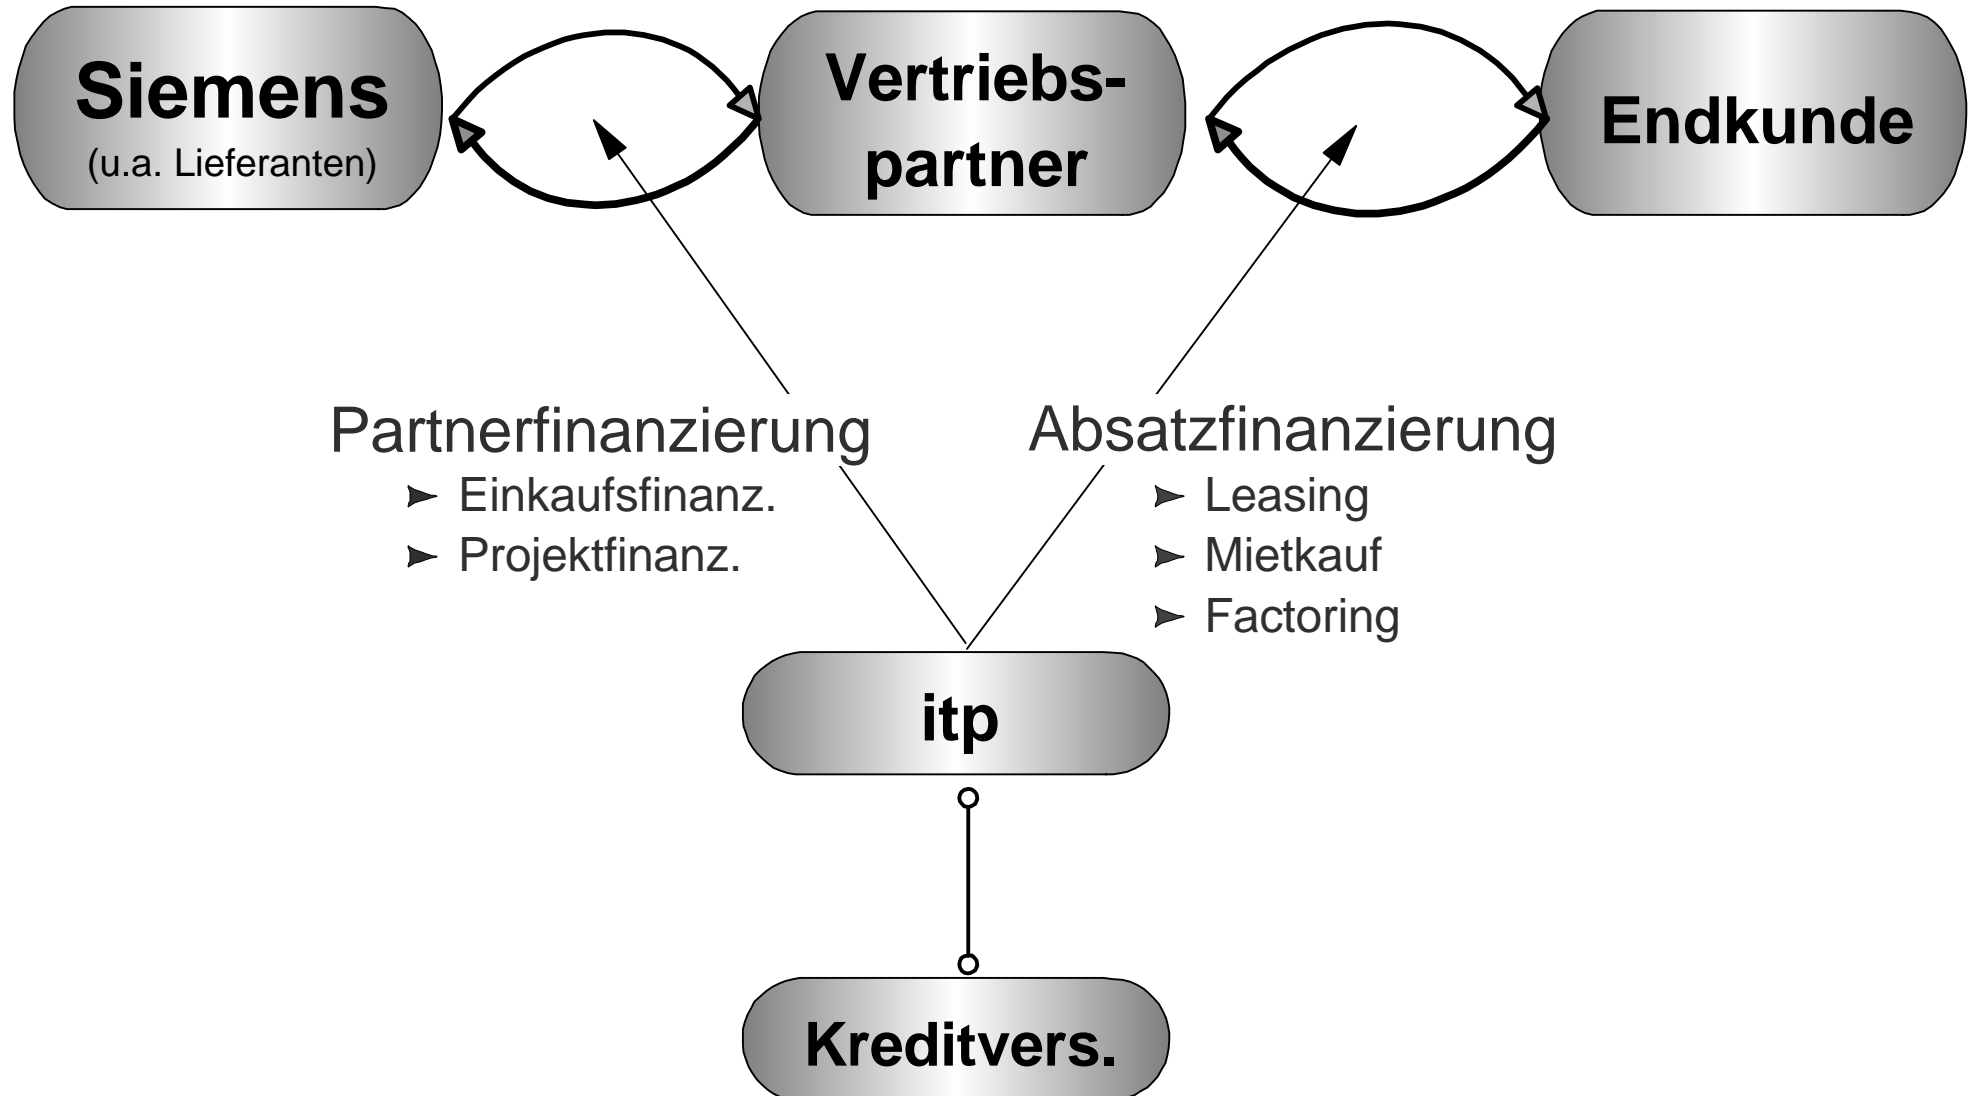 Siemens
(u.a. Lieferanten)
Vertriebs-
partner
Endkunde
Partnerfinanzierung
Einkaufsfinanz.
Projektfinanz.
Absatzfinanzierung
Leasing
Mietkauf
Factoring
itp
Kreditvers.